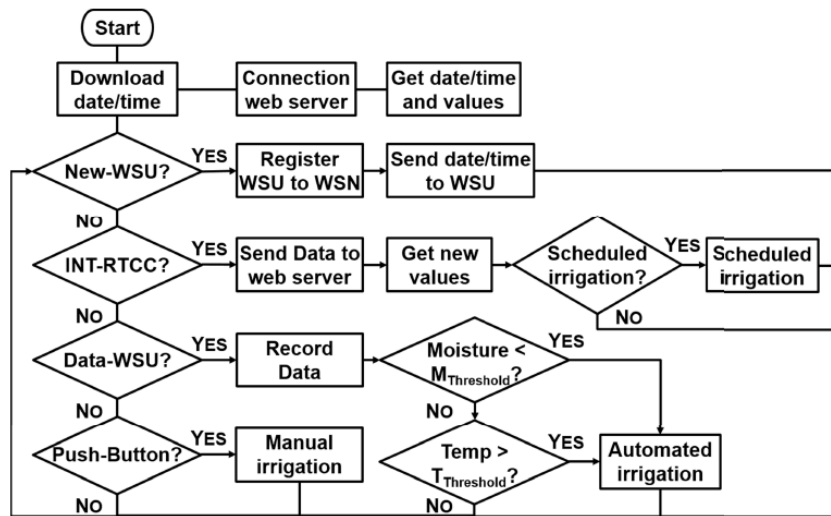 Start
Download
date/time
Connection
web server
Get date/time
and values
New-WSU?
YES
Register
WSU to WSN
Send date/time
to WSU
NO
INT-RTCC?
YES
Send Data to
web server
Get new
values
Scheduled
irrigation?
YES
Scheduled
irrigation
NO
NO
Data-WSU?
YES
Record
Data
Moisture <
MThreshold?
YES
NO
NO
Push-Button?
YES
Manual
irrigation
Temp >
TThreshold?
YES
Automated
irrigation
NO
NO